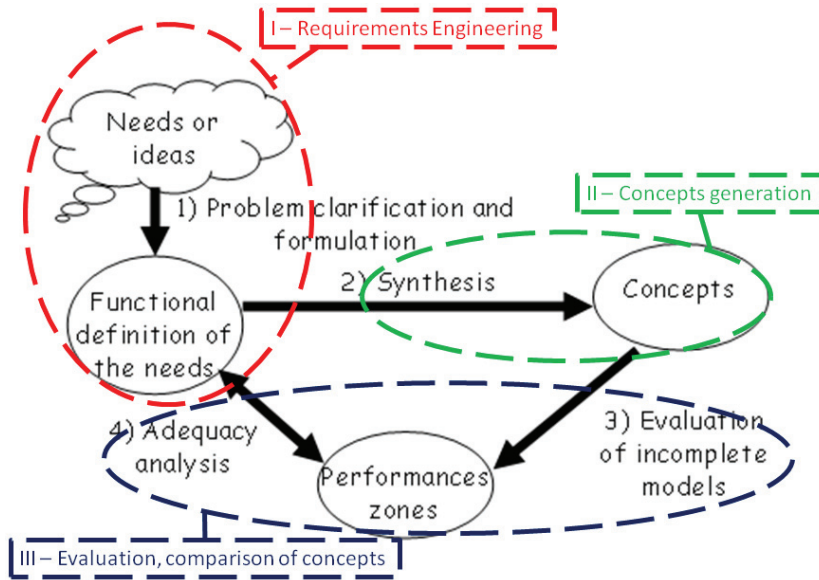 I – Requirements Engineering
Needs or
ideas
1) Problem clarification and
formulation
II – Concepts generation
2) Synthesis
Concepts
Functional
definition of
the needs
3) Evaluation
of incomplete
models
4) Adequacy
analysis
Performances
zones
III – Evaluation, comparison of concepts